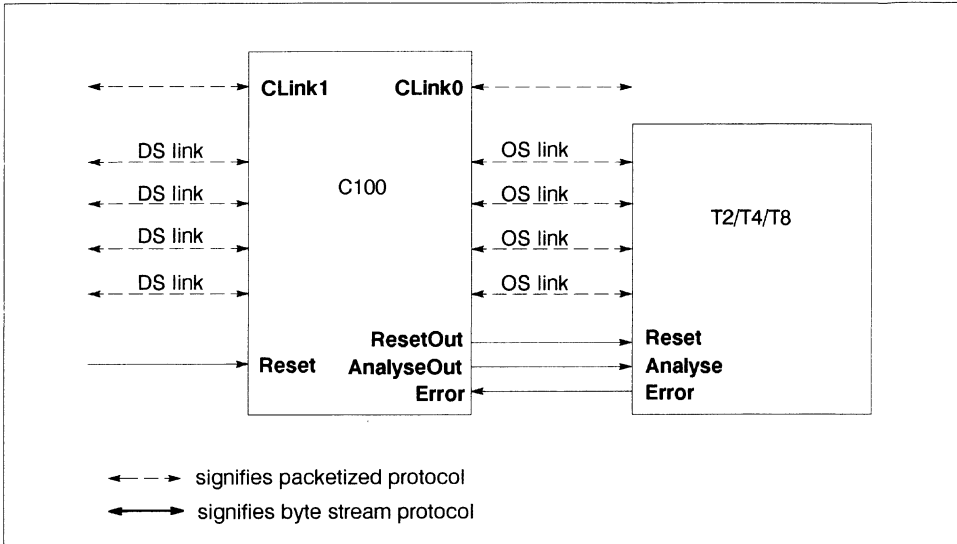 CLink1 CLink0
DS link OS link
C100
DS link OS link
T2/T4/T8
DS link OS link
DS link OS link
ResetOut Reset
Reset AnalyseOut Analyse
Error Error
signifies packetized protocol
signifies byte stream protocol